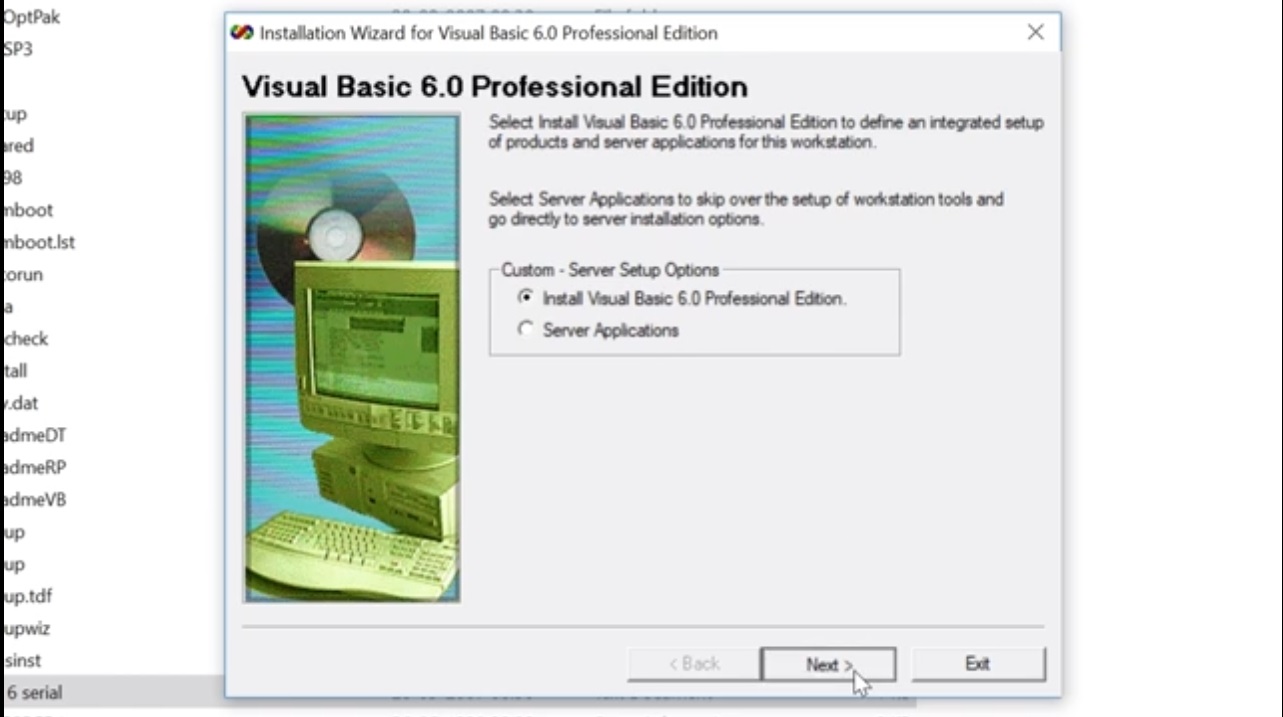 OptPak
SP3
Installation Wizard for Visual Basic 6.0 Professional Edition
Visual Basic 6.0 Professional Edition
Select Install Visual Basic 6.0 Professional Edition to define an integrated setup
of products and server applications for this workstation.
Select Server Applications to skip over the setup of workstation tools and
go directly to server installation options.
Custom - Server Setup Options
Install Visual Basic 6.0 Professional Edition.
Server Applications
< Back
Next >
Exit
tup
ared
98
mboot
mboot.lst
torun
a
check
tall
y.dat
admeDT
admeRP
admeVB
up
up
up.tdf
upwiz
sinst
6 serial